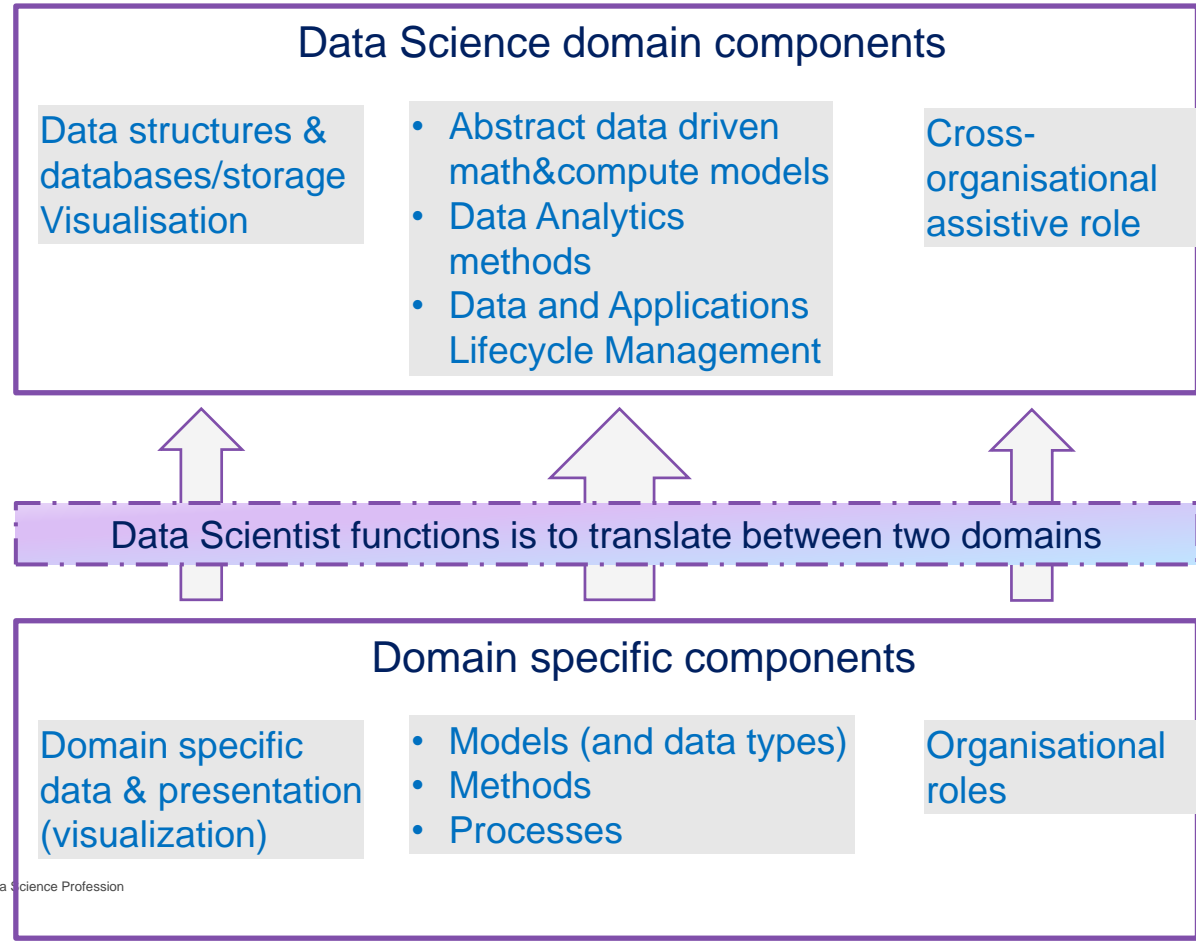 Data Science domain components
Data structures &
databases/storage
Visualisation
• Abstract data driven
math&compute models
• Data Analytics
methods
• Data and Applications
Lifecycle Management
Cross-
organisational
assistive role
Data Scientist functions is to translate between two domains
Domain specific components
Domain specific
data & presentation
(visualization)
• Models (and data types)
• Methods
• Processes
Organisational
roles
a Science Profession